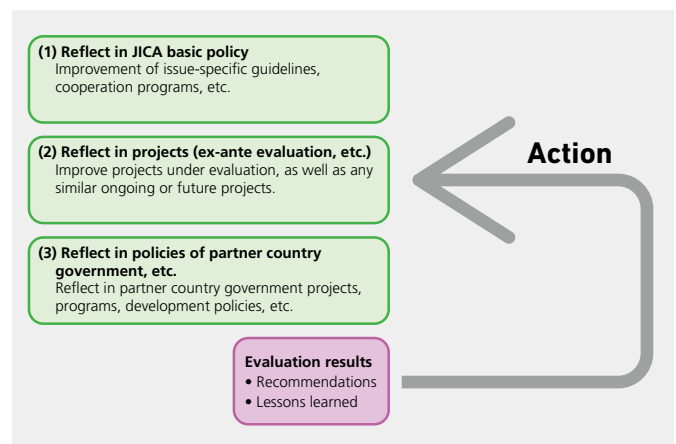 (1) Reflect in JICA basic policy
Improvement of issue-specific guidelines,
cooperation programs, etc.
(2) Reflect in projects (ex-ante evaluation, etc.)
Improve projects under evaluation, as well as any
similar ongoing or future projects.
(3) Reflect in policies of partner country
government, etc.
Reflect in partner country government projects,
programs, development policies, etc.
Action
Evaluation results
• Recommendations
• Lessons learned